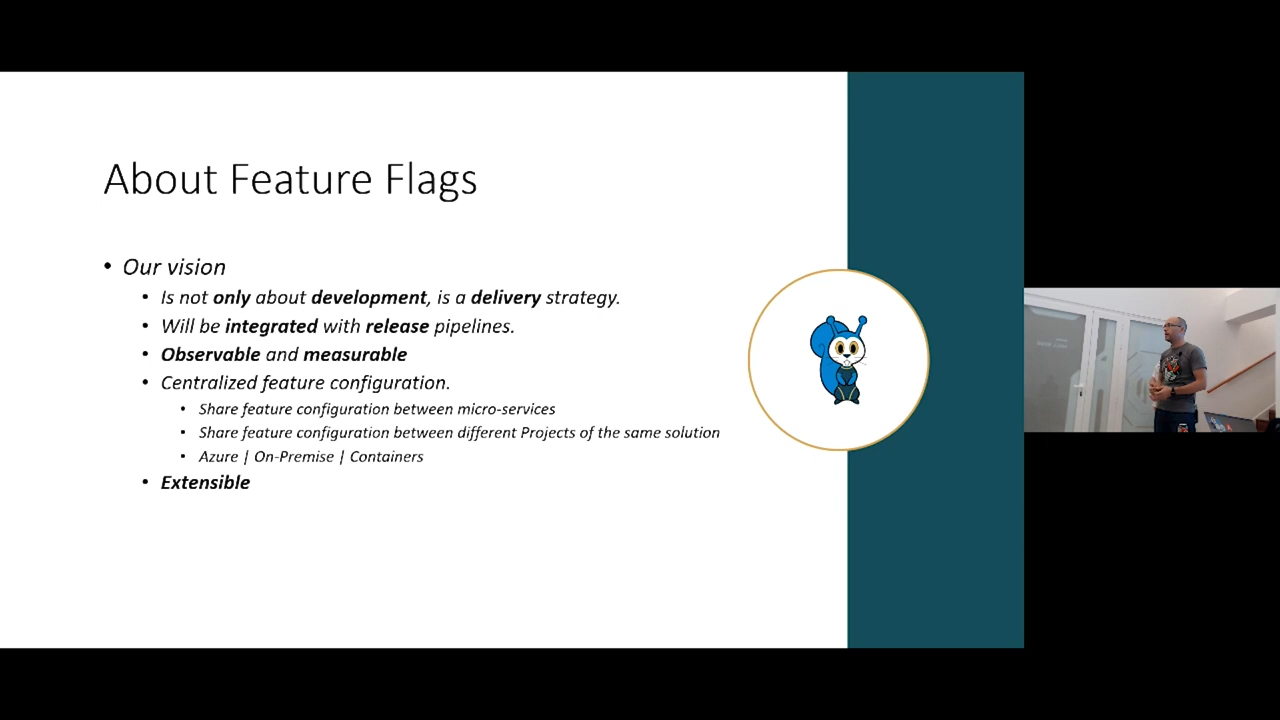 About Feature Flags
• Our vision
• Is not only about development, is a delivery strategy.
• Will be integrated with release pipelines.
• Observable and measurable
• Centralized feature configuration.
• Share feature configuration between micro-services
• Share feature configuration between different Projects of the same solution
• Azure | On-Premise | Containers
• Extensible